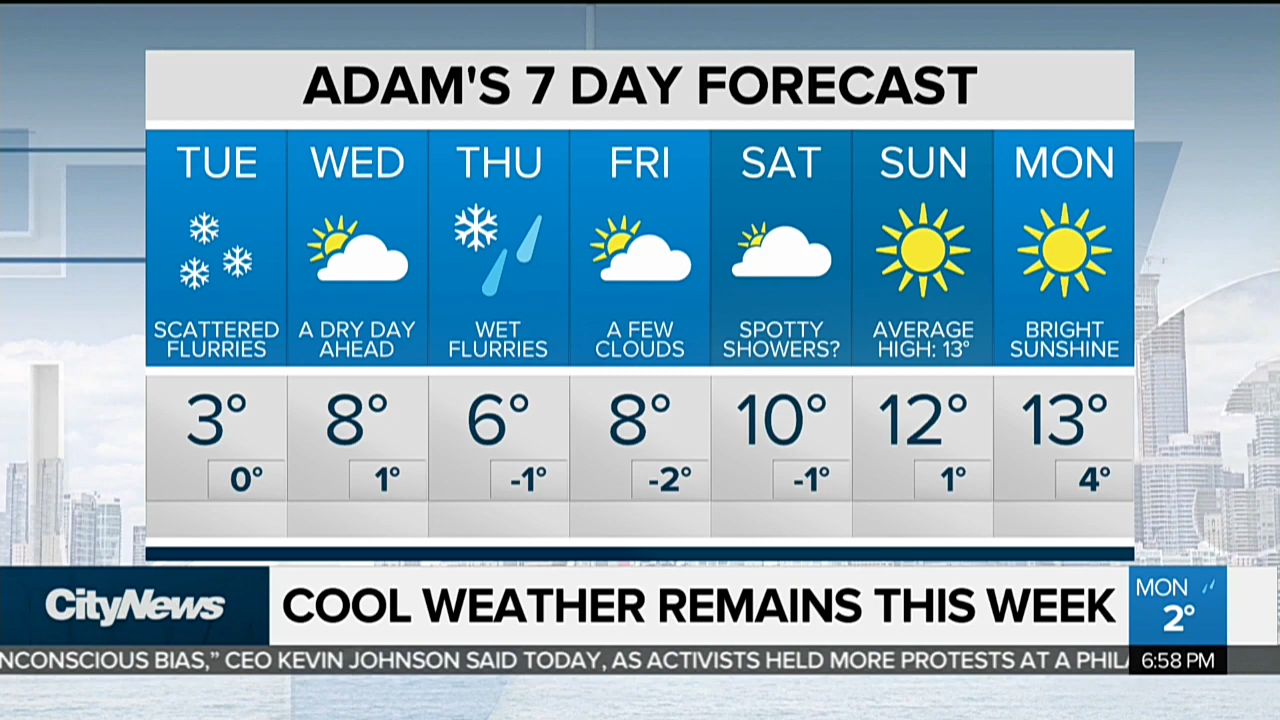 ADAM'S 7 DAY FORECAST
TUE WED THU FRI SAT SUN MON
SCATTERED FLURRIES
A DRY DAY AHEAD
WET FLURRIES
A FEW CLOUDS
SPOTTY SHOWERS?
AVERAGE HIGH: 13°
BRIGHT SUNSHINE
3° 8° 6° 8° 10° 12° 13°
0° 1° -1° -2° -1° 1° 4°
CityNews
COOL WEATHER REMAINS THIS WEEK
MON
2°
NCONSCIOUS BIAS,” CEO KEVIN JOHNSON SAID TODAY, AS ACTIVISTS HELD MORE PROTESTS AT A PHIL
6:58 PM